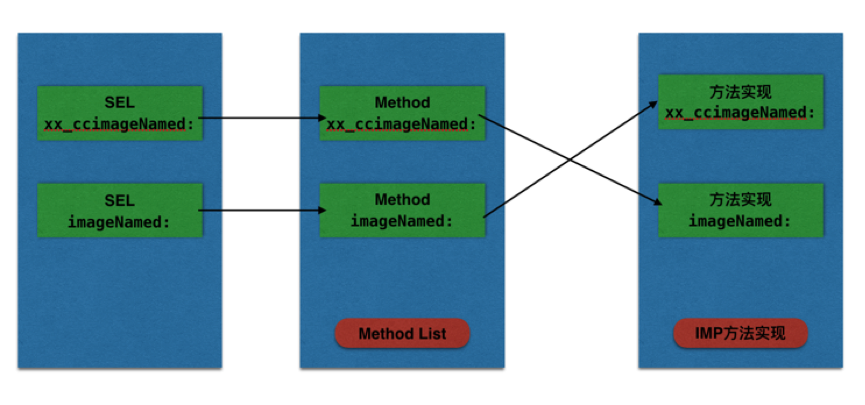 SEL
xx_ccimageNamed:
SEL
imageNamed:
Method
xx_ccimageNamed:
Method
imageNamed:
Method List
方法实现
xx_ccimageNamed:
方法实现
imageNamed:
IMP方法实现